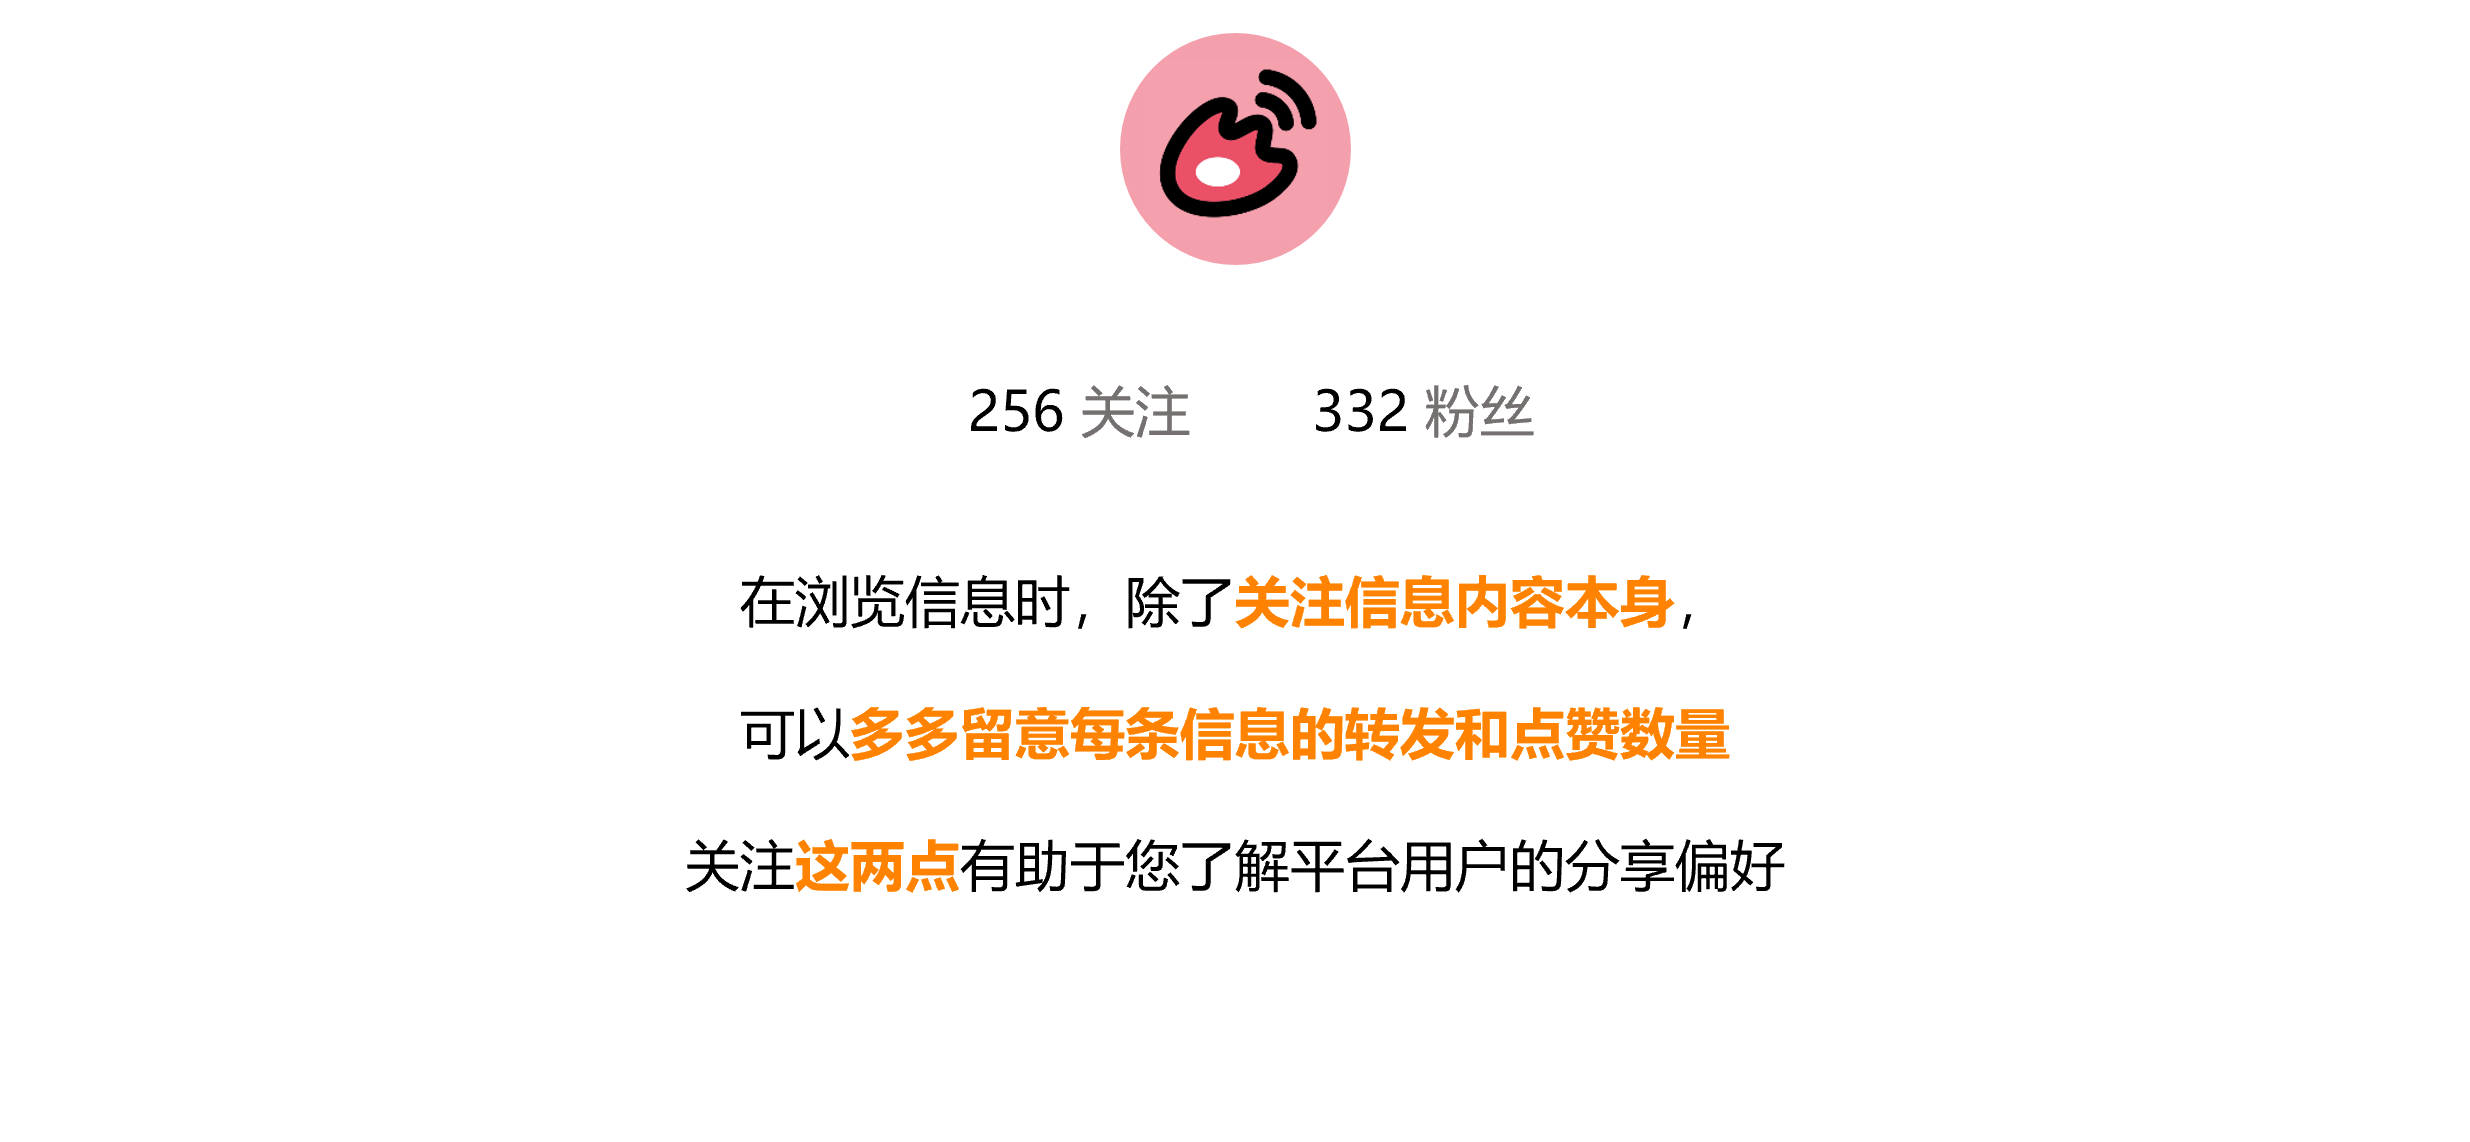 256 关注 332 粉丝
在浏览信息时，除了关注信息内容本身，
可以多多留意每条信息的转发和点赞数量
关注这两点有助于您了解平台用户的分享偏好